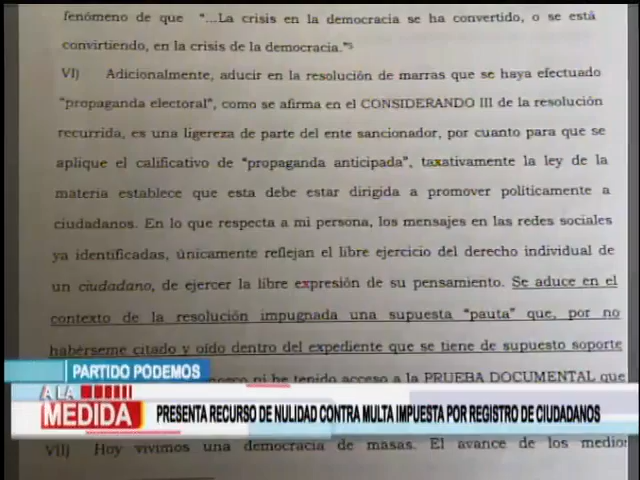 fenómeno de que "...La crisis en la democracia se ha convertido, o se está
convirtiendo, en la crisis de la democracia."⁵
VI) Adicionalmente, aducir en la resolución de marras que se haya efectuado
"propaganda electoral", como se afirma en el CONSIDERANDO III de la resolución
recurrida, es una ligereza de parte del ente sancionador, por cuanto para que se
aplique el calificativo de "propaganda anticipada", taxativamente la ley de la
materia establece que esta debe estar dirigida a promover politicamente a
ciudadanos. En lo que respecta a mi persona, los mensajes en las redes sociales
ya identificadas, únicamente reflejan el libre ejercicio del derecho individual de
un ciudadano, de ejercer la libre expresión de su pensamiento. Se aduce en el
contexto de la resolución impugnada una supuesta "pauta" que, por no
habérseme citado y oído dentro del expediente que se tiene de supuesto soporte
ni he tenido acceso a la PRUEBA DOCUMENTAL que
PARTIDO PODEMOS
A LA
MEDIDA
PRESENTA RECURSO DE NULIDAD CONTRA MULTA IMPUESTA POR REGISTRO DE CIUDADANOS
VII) Hoy vivimos una democracia de masas. El avance de los medios